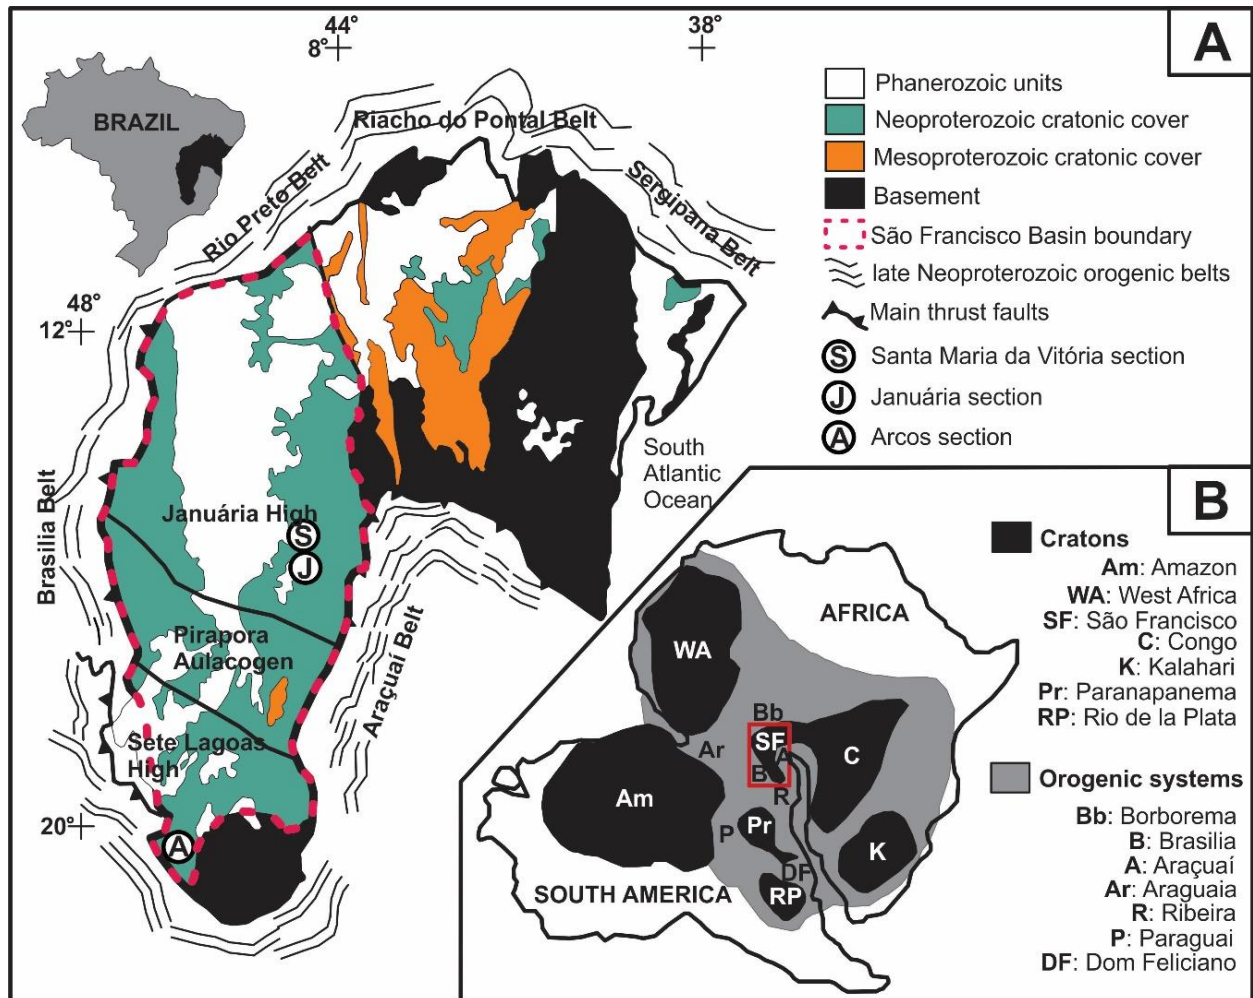 A
44°
38°
8°
BRAZIL
Riacho do Pontal Belt
Rio Preto Belt
Sergipana Belt
Phanerozoic units
Neoproterozoic cratonic cover
Mesoproterozoic cratonic cover
Basement
São Francisco Basin boundary
late Neoproterozoic orogenic belts
Main thrust faults
S Santa Maria da Vitória section
J Januária section
A Arcos section
48°
12°
Brasilia Belt
Januária High
S
J
Pirapora
Aulacogen
Araçuaí Belt
Sete Lagoas
High
20°
A
South
Atlantic
Ocean
B
AFRICA
WA
Bb
SF
A
B
Ar
C
R
Am
P
Pr
K
DF
RP
SOUTH AMERICA
Cratons
Am: Amazon
WA: West Africa
SF: São Francisco
C: Congo
K: Kalahari
Pr: Paranapanema
RP: Rio de la Plata
Orogenic systems
Bb: Borborema
B: Brasilia
A: Araçuaí
Ar: Araguaia
R: Ribeira
P: Paraguai
DF: Dom Feliciano